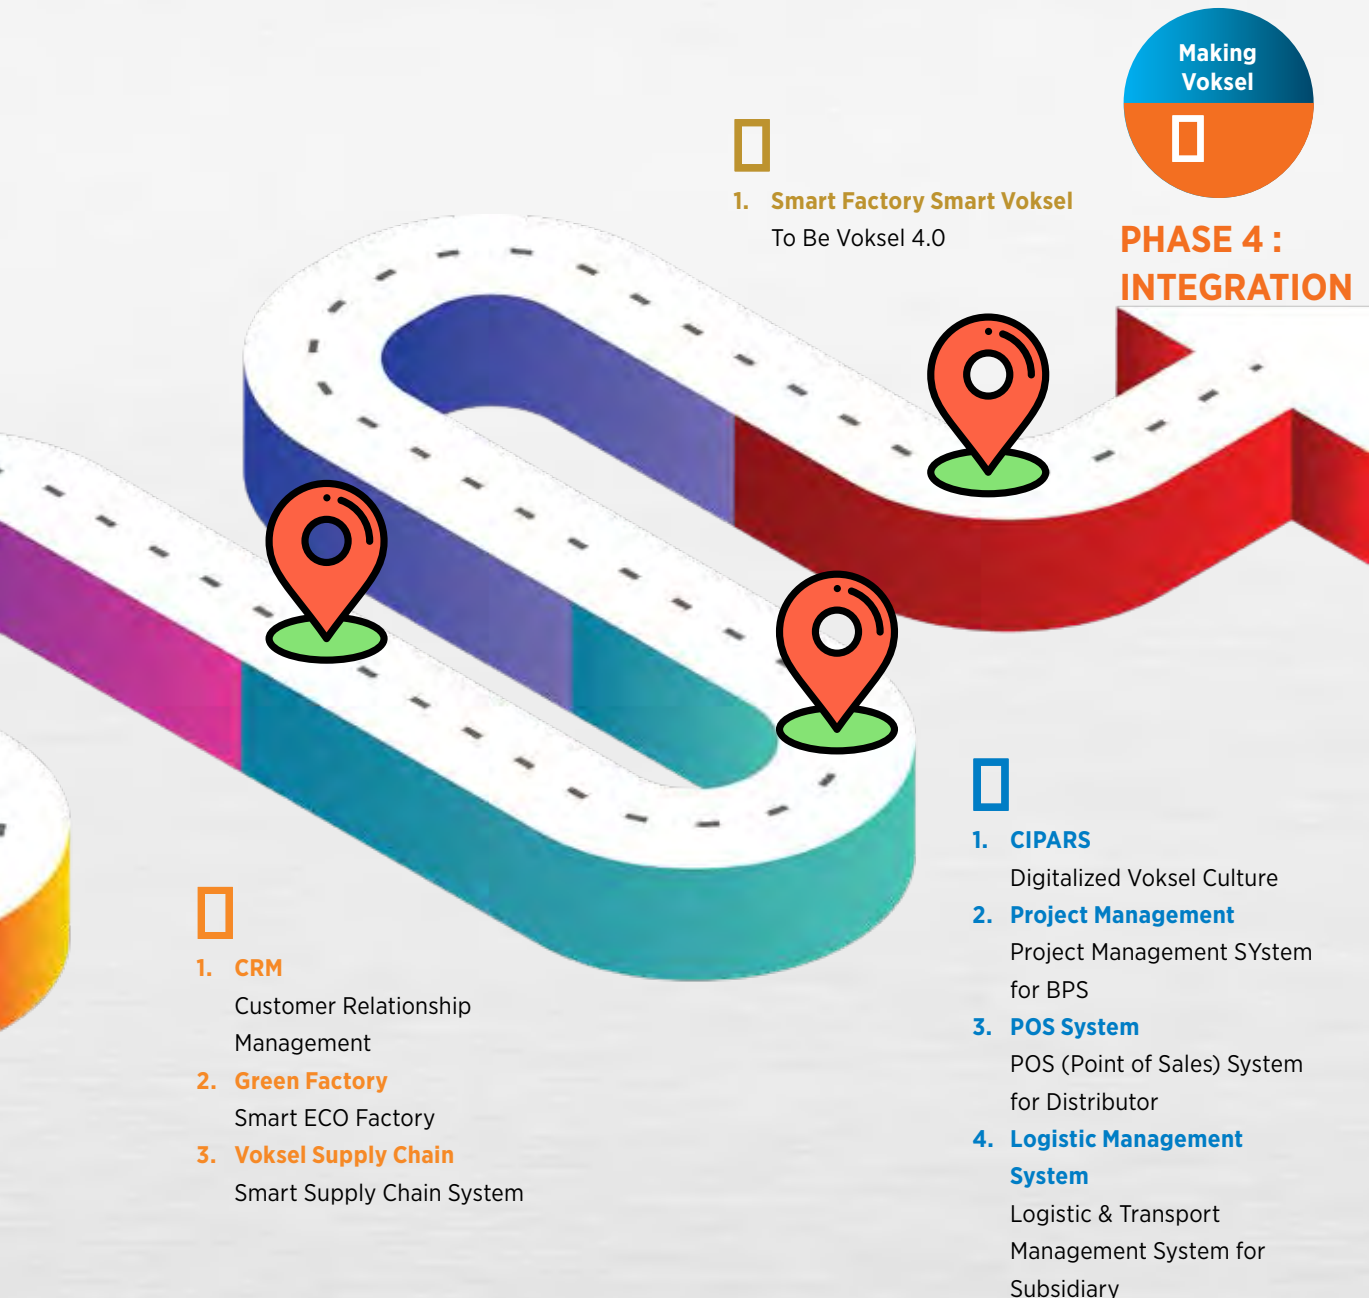 Making
Voksel
1. Smart Factory Smart Voksel
To Be Voksel 4.0
PHASE 4 :
INTEGRATION
1. CIPARS
Digitalized Voksel Culture
2. Project Management
Project Management SYstem
for BPS
3. POS System
POS (Point of Sales) System
for Distributor
4. Logistic Management
System
Logistic & Transport
Management System for
Subsidiary
1. CRM
Customer Relationship
Management
2. Green Factory
Smart ECO Factory
3. Voksel Supply Chain
Smart Supply Chain System